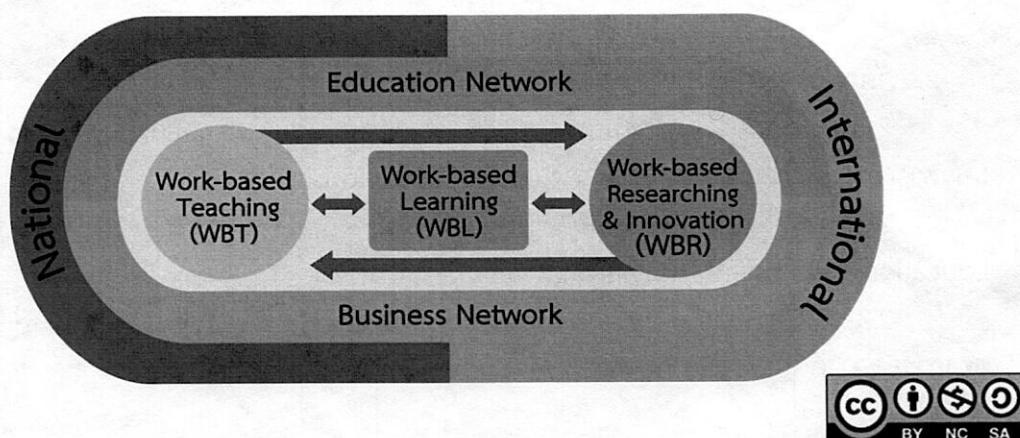 Education Network
National
International
Work-based
Teaching
(WBT)
Work-based
Learning
(WBL)
Work-based
Researching
& Innovation
(WBR)
Business Network
cc
BY NC SA